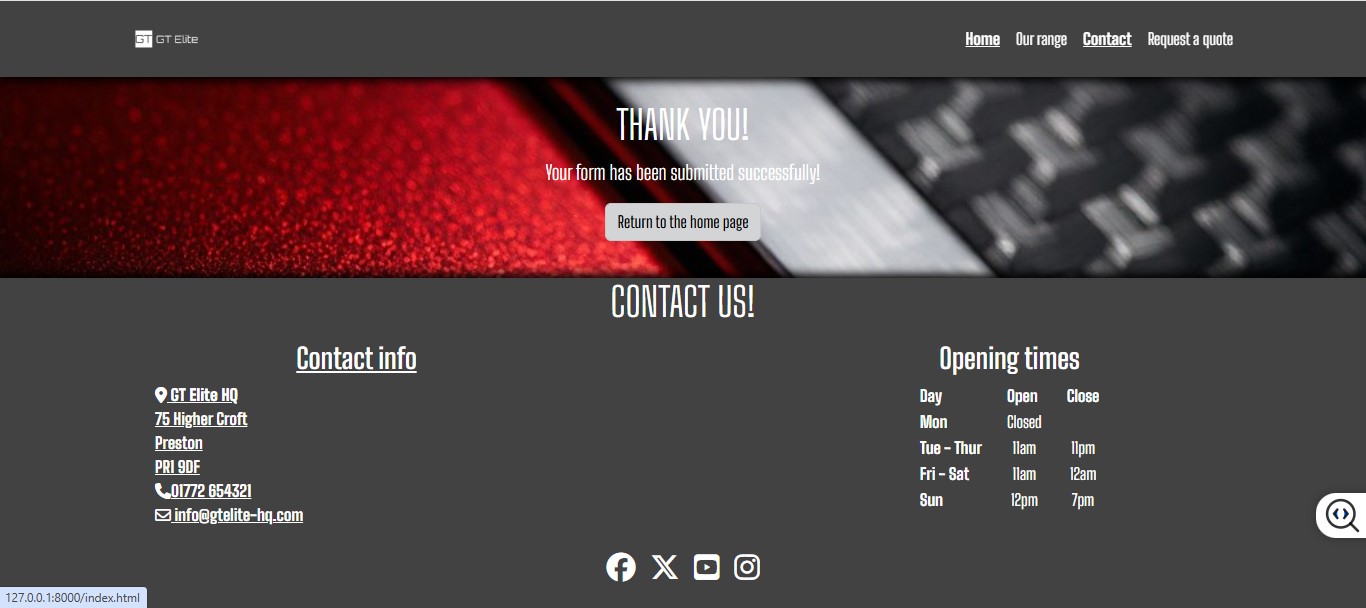 GT GT Elite
Home Our range Contact Request a quote
THANK YOU!
Your form has been submitted successfully!
Return to the home page
CONTACT US!
Contact info
GT Elite HQ
75 Higher Croft
Preston
PR1 9DF
01772 654321
info@gtelite-hq.com
Opening times
Day Open Close
Mon Closed
Tue - Thur 11am 11pm
Fri - Sat 11am 12am
Sun 12pm 7pm
127.0.0.1:8000/index.html